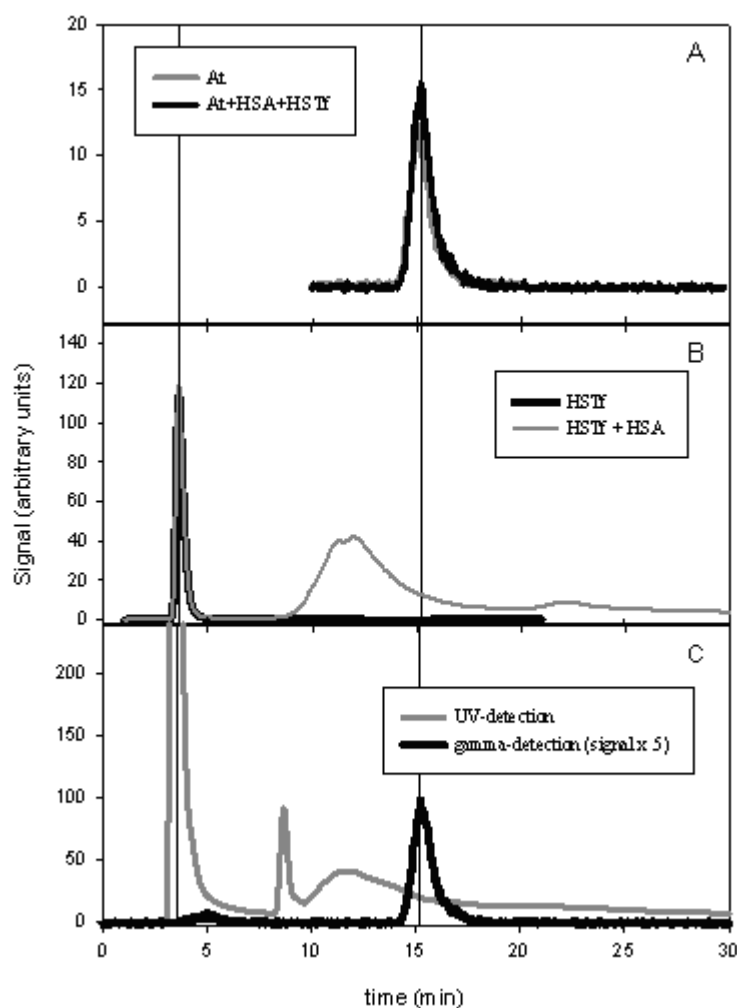 20
15
10
5
0
A
At
At+HSA+HSTf
Signal (arbitrary units)
140
120
100
80
60
40
20
0
B
HSTf
HSTf + HSA
200
150
100
50
0
C
UV-detection
gamma-detection (signal x 5)
0 5 10 15 20 25 30
time (min)